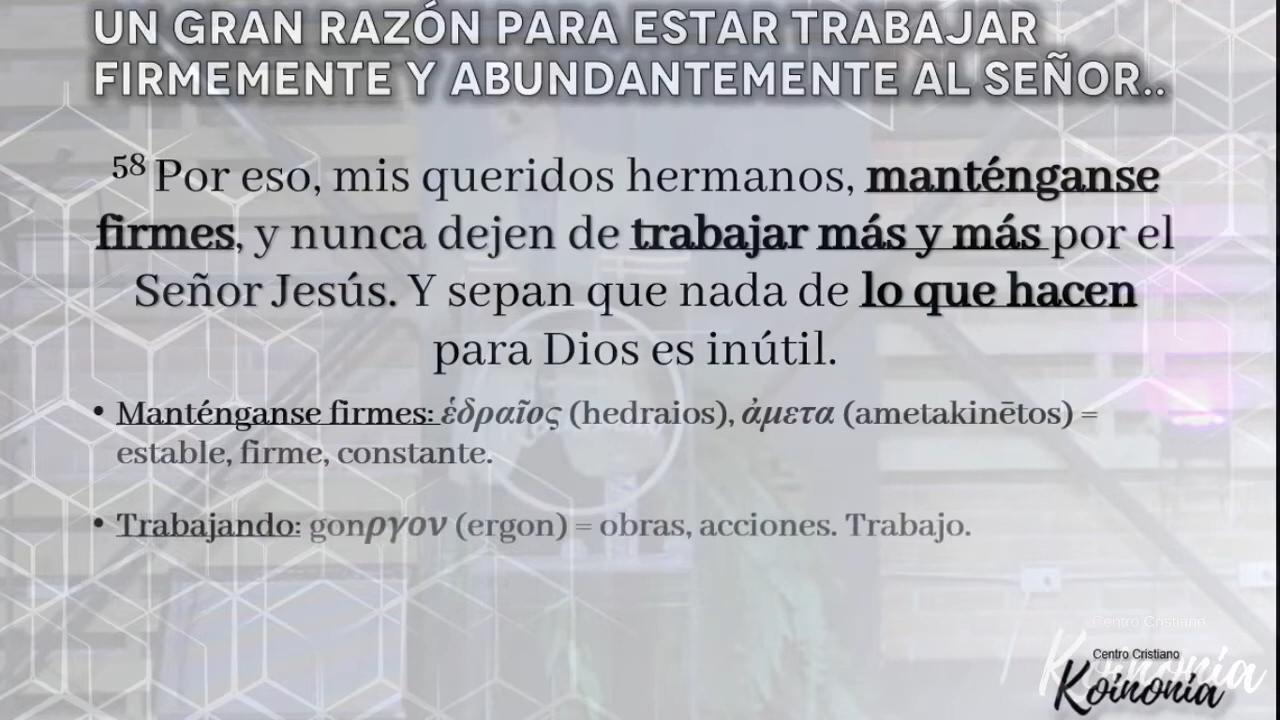 UN GRAN RAZÓN PARA ESTAR TRABAJAR
FIRMEMENTE Y ABUNDANTEMENTE AL SEÑOR..
58 Por eso, mis queridos hermanos, manténganse
firmes, y nunca dejen de trabajar más y más por el
Señor Jesús. Y sepan que nada de lo que hacen
para Dios es inútil.
• Manténganse firmes: ἑδραῖος (hedraios), ἀμετα (ametakinētos) =
estable, firme, constante.
• Trabajando: gonργον (ergon) = obras, acciones. Trabajo.
Centro Cristiano
Koinonía
Centro Cristiano
Koinonía